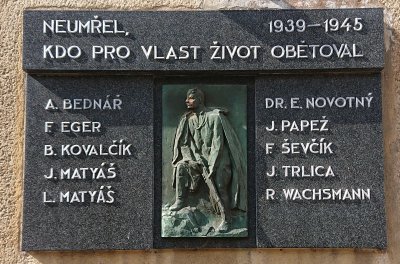 NEUMŘEL, 1939-1945
KDO PRO VLAST ŽIVOT OBĚTOVAL
A. BEDNÁŘ
F. EGER
B. KOVALČÍK
J. MATYÁŠ
L. MATYÁŠ
DR. E. NOVOTNÝ
J. PAPEŽ
F. ŠEVČÍK
J. TRLICA
R. WACHSMANN